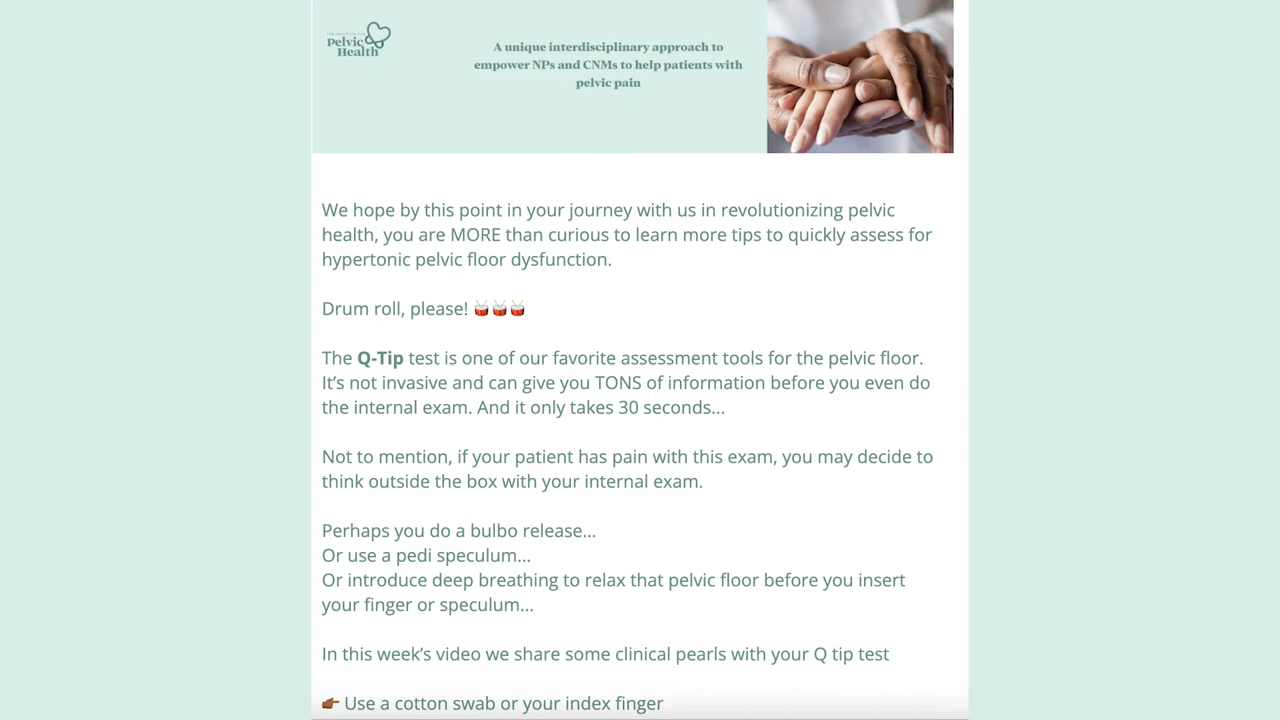 Pelvic
Health
A unique interdisciplinary approach to
empower NPs and CNMs to help patients with
pelvic pain
We hope by this point in your journey with us in revolutionizing pelvic
health, you are MORE than curious to learn more tips to quickly assess for
hypertonic pelvic floor dysfunction.
Drum roll, please! 🥁🥁🥁
The Q-Tip test is one of our favorite assessment tools for the pelvic floor.
It’s not invasive and can give you TONS of information before you even do
the internal exam. And it only takes 30 seconds...
Not to mention, if your patient has pain with this exam, you may decide to
think outside the box with your internal exam.
Perhaps you do a bulbo release...
Or use a pedi speculum...
Or introduce deep breathing to relax that pelvic floor before you insert
your finger or speculum...
In this week’s video we share some clinical pearls with your Q tip test
👉🏾 Use a cotton swab or your index finger